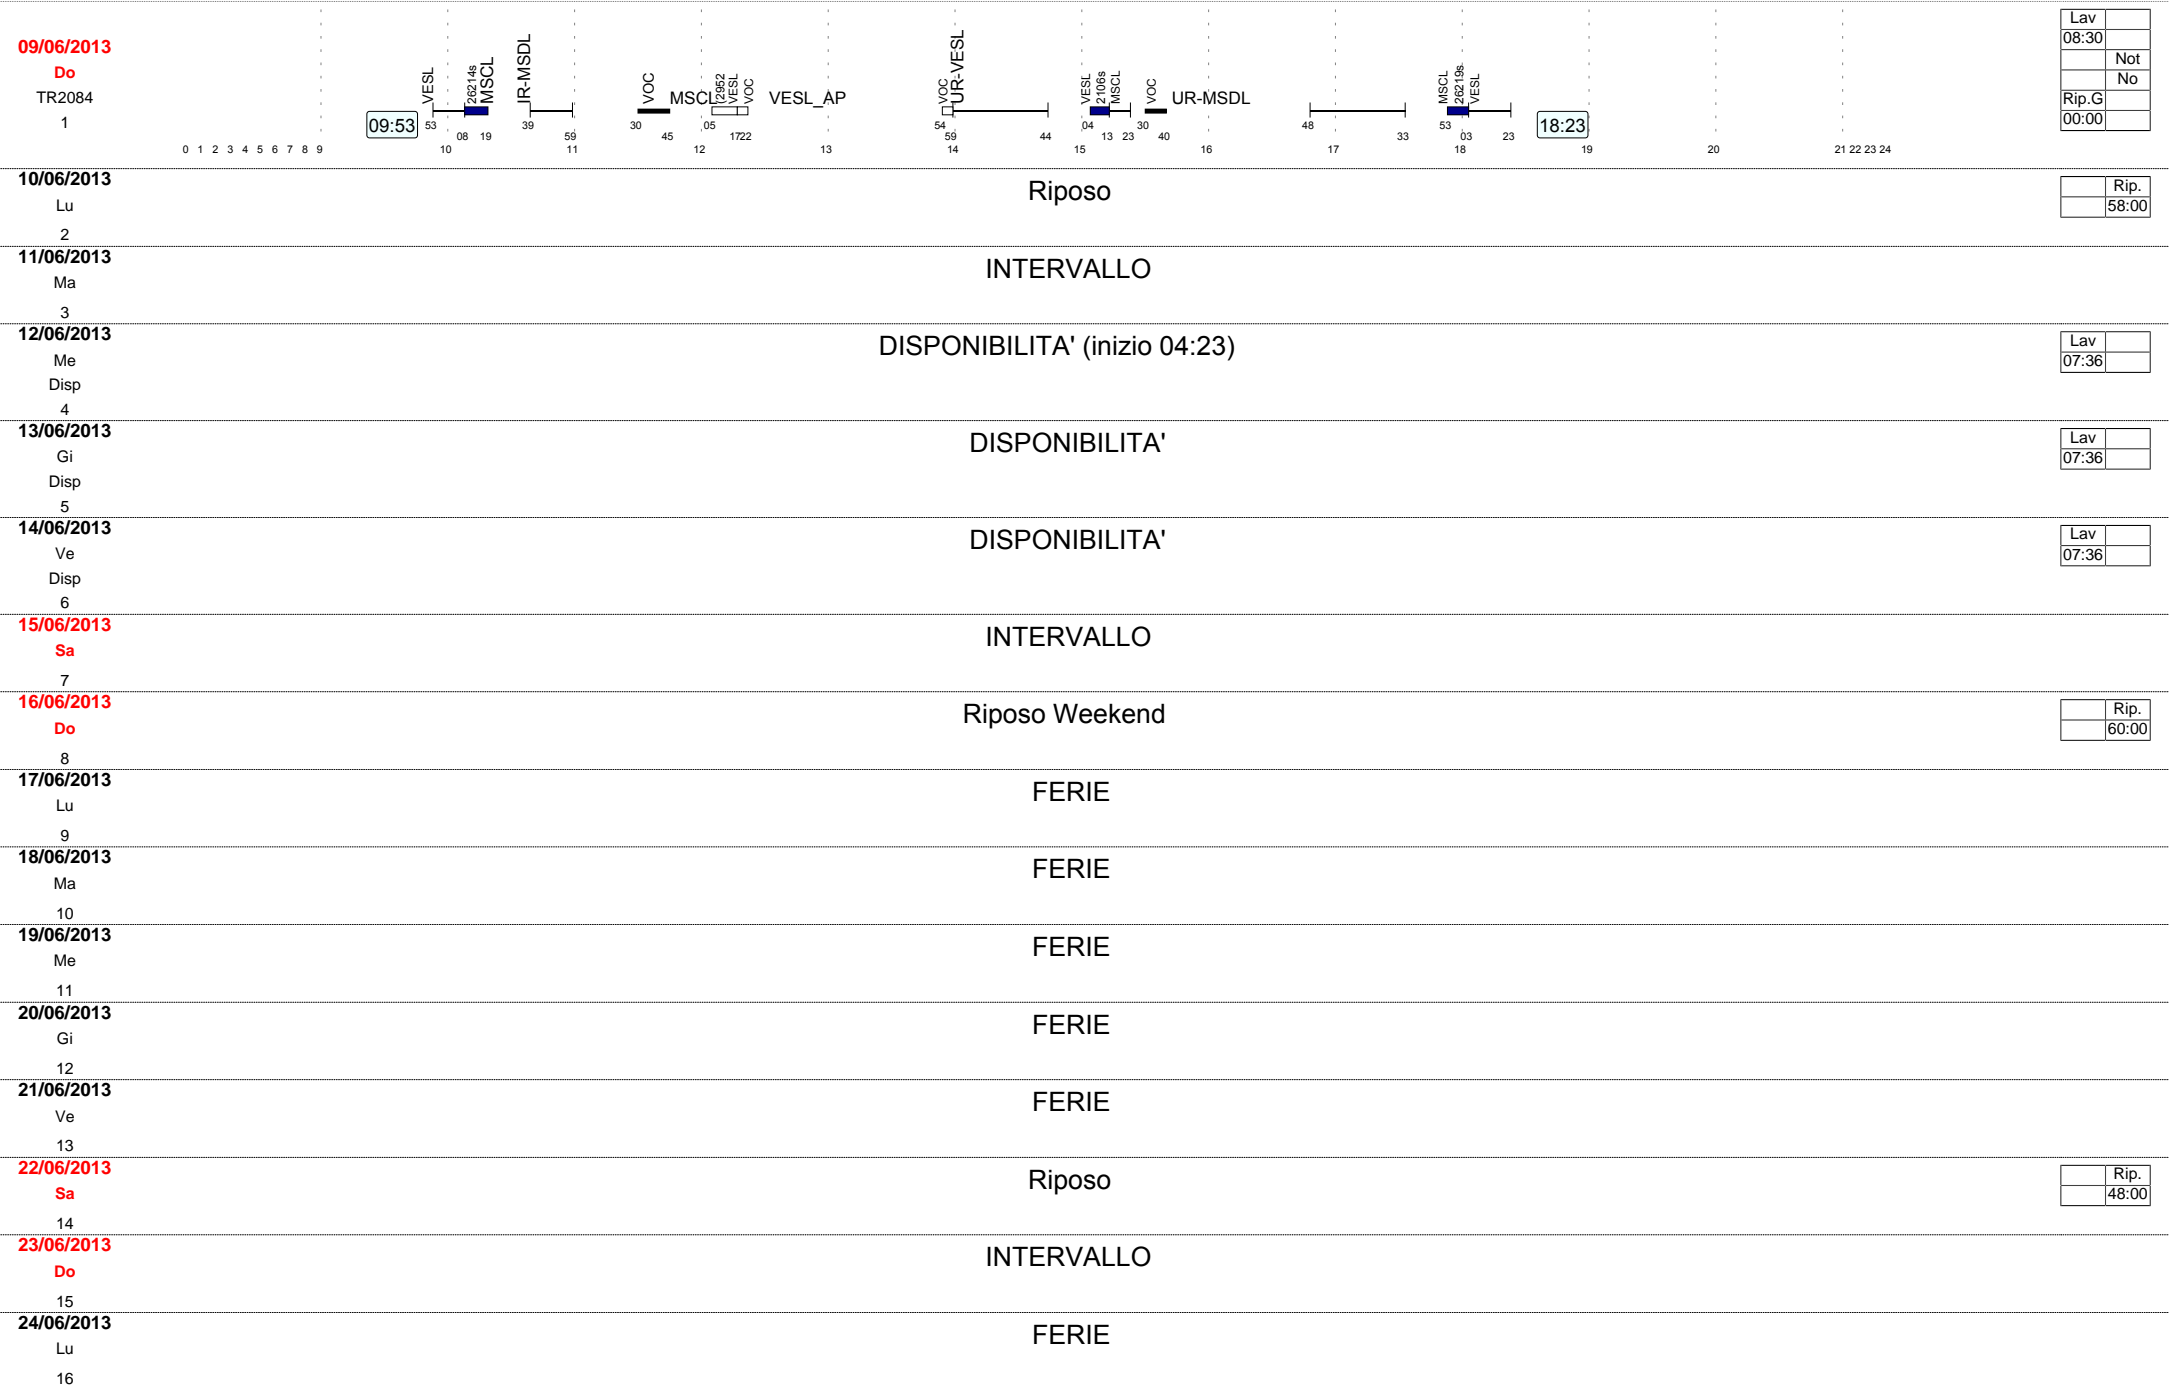 09/06/2013
Do
TR2084
1
VESL 26214s MSCL IR-MSDL VOC MSCL (2952 VESL VOC VESL_AP VOC UR-VESL VESL 2106s MSCL VOC UR-MSDL MSCL 26219s VESL
09:53 53 08 19 39 59 30 45 05 17 22 54 59 44 04 13 23 30 40 48 33 53 03 23 18:23
0 1 2 3 4 5 6 7 8 9 10 11 12 13 14 15 16 17 18 19 20 21 22 23 24
Lav
08:30
Not
No
Rip.G
00:00
10/06/2013
Lu
2
Riposo
Rip.
58:00
11/06/2013
Ma
3
INTERVALLO
12/06/2013
Me
Disp
4
DISPONIBILITA' (inizio 04:23)
Lav
07:36
13/06/2013
Gi
Disp
5
DISPONIBILITA'
Lav
07:36
14/06/2013
Ve
Disp
6
DISPONIBILITA'
Lav
07:36
15/06/2013
Sa
7
INTERVALLO
16/06/2013
Do
8
Riposo Weekend
Rip.
60:00
17/06/2013
Lu
9
FERIE
18/06/2013
Ma
10
FERIE
19/06/2013
Me
11
FERIE
20/06/2013
Gi
12
FERIE
21/06/2013
Ve
13
FERIE
22/06/2013
Sa
14
Riposo
Rip.
48:00
23/06/2013
Do
15
INTERVALLO
24/06/2013
Lu
16
FERIE